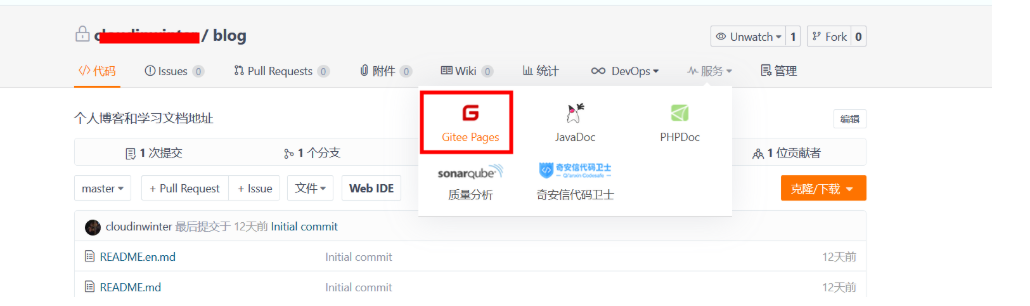 / blog
Unwatch 1 Fork 0
代码 Issues 0 Pull Requests 0 附件 0 Wiki 0 统计 DevOps 服务 管理
Gitee Pages JavaDoc PHPDoc
sonarqube 奇安信代码卫士
质量分析 奇安信代码卫士
个人博客和学习文档地址 编辑
1 次提交 1 个分支 1 位贡献者
master + Pull Request + Issue 文件 Web IDE 克隆/下载
cloudinwinter 最后提交于 12天前 Initial commit
README.en.md Initial commit 12天前
README.md Initial commit 12天前